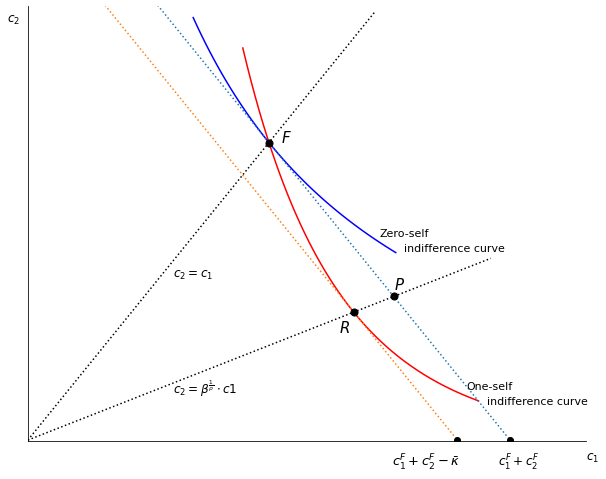 c₂
F
Zero-self
indifference curve
c₂ = c₁
P
R
c₂ = β^{1/ρ} · c1
One-self
indifference curve
c₁^F + c₂^F − κ̄
c₁^F + c₂^F
c₁